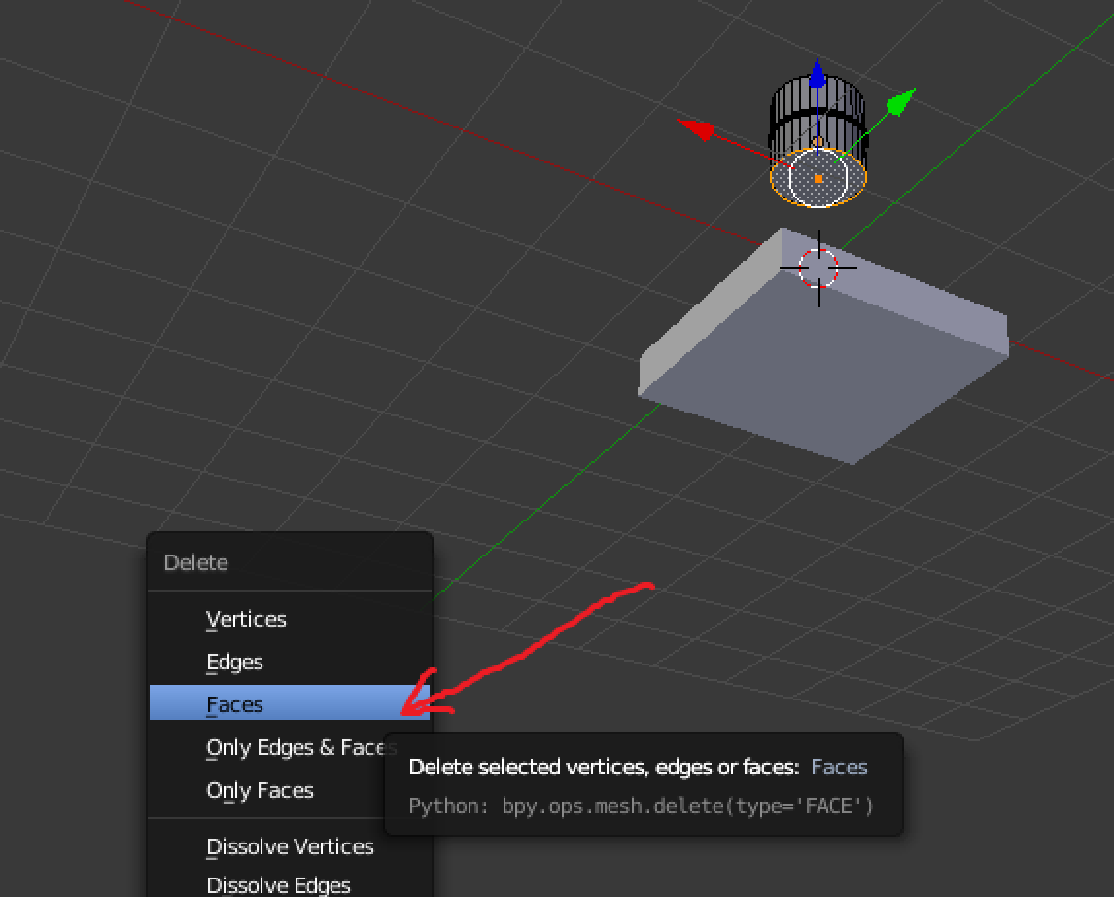 Delete
Vertices
Edges
Faces
Only Edges & Faces
Only Faces
Delete selected vertices, edges or faces: Faces
Python: bpy.ops.mesh.delete(type='FACE')
Dissolve Vertices
Dissolve Edges